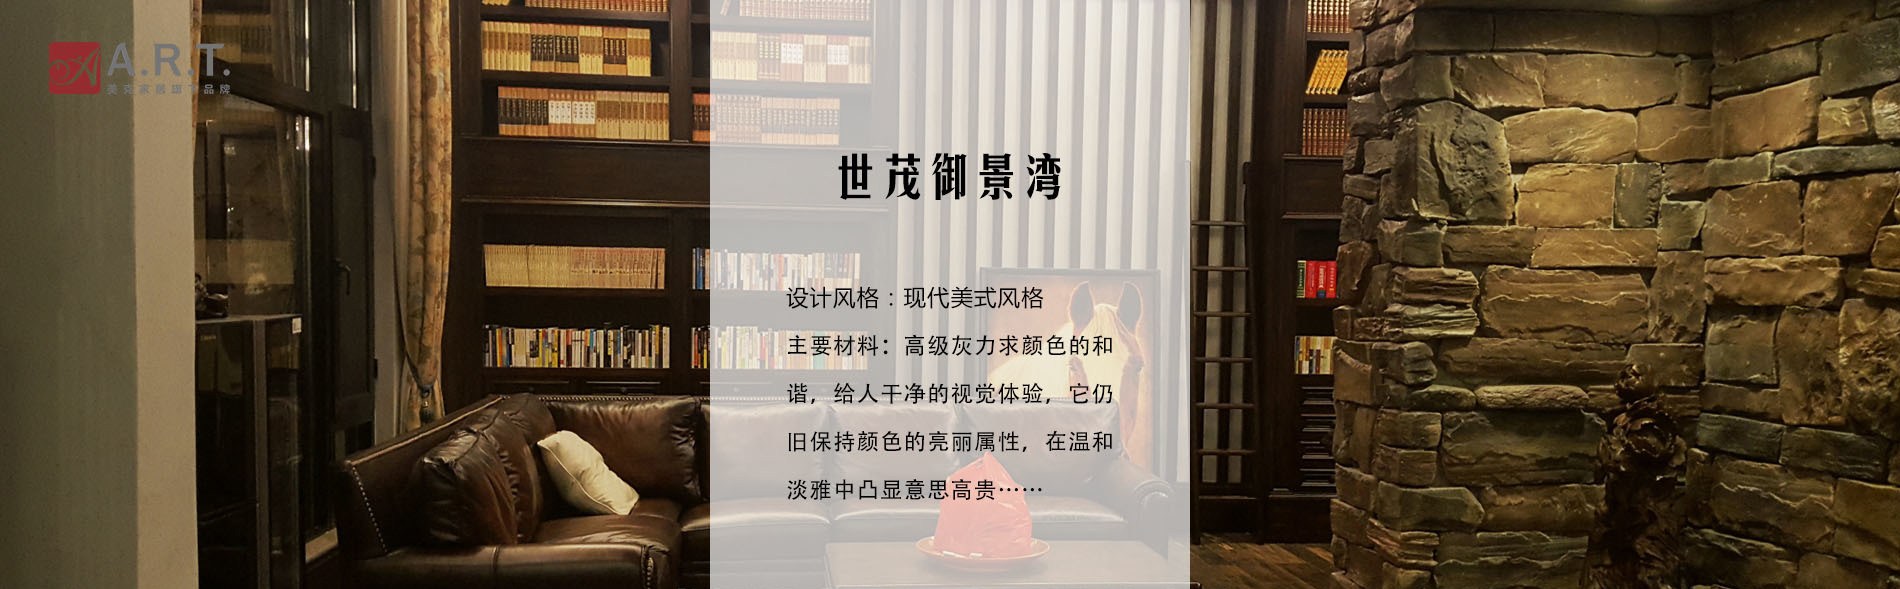 A.R.T.
美克家居旗下品牌
世茂御景湾
设计风格：现代美式风格
主要材料：高级灰力求颜色的和
谐，给人干净的视觉体验，它仍
旧保持颜色的亮丽属性，在温和
淡雅中凸显意思高贵……